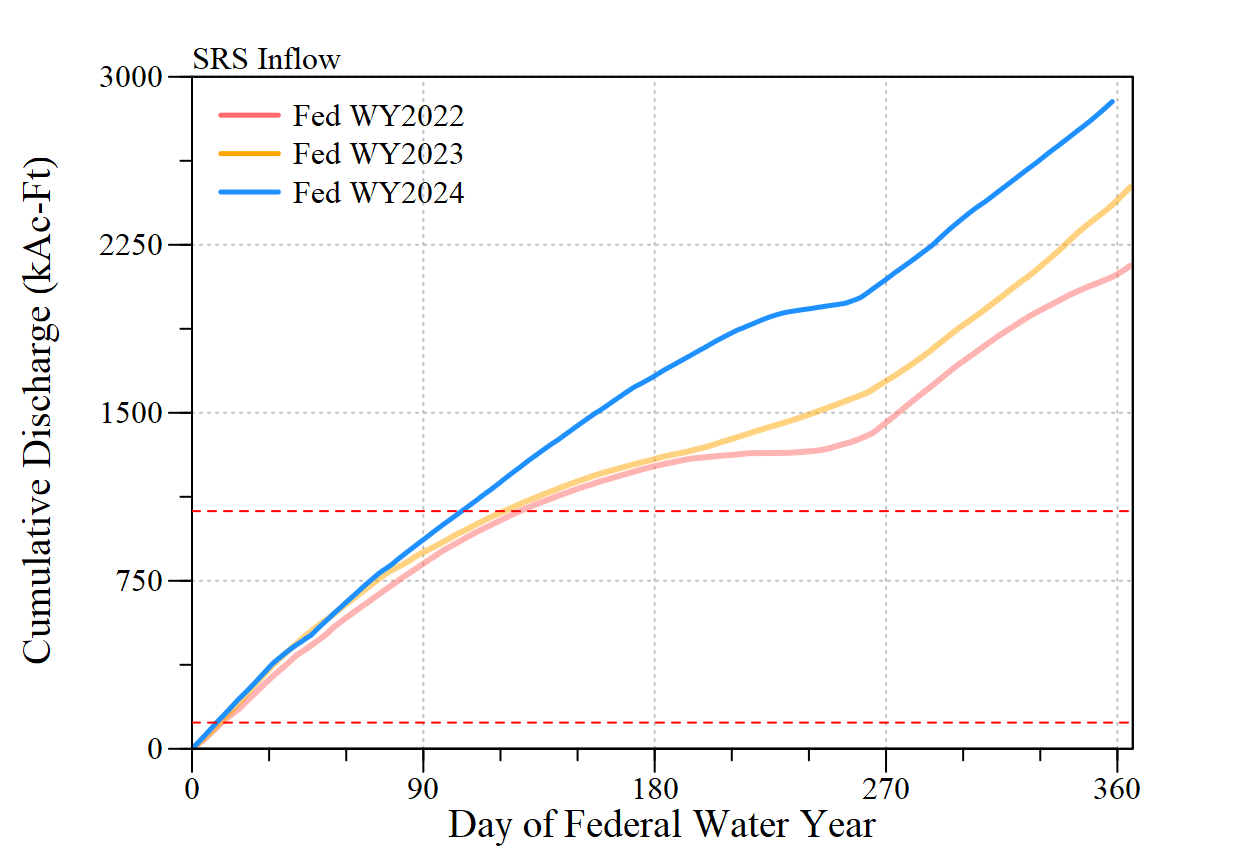 SRS Inflow
3000
Fed WY2022
Fed WY2023
Fed WY2024
2250
1500
750
0
Cumulative Discharge (kAc-Ft)
0 90 180 270 360
Day of Federal Water Year